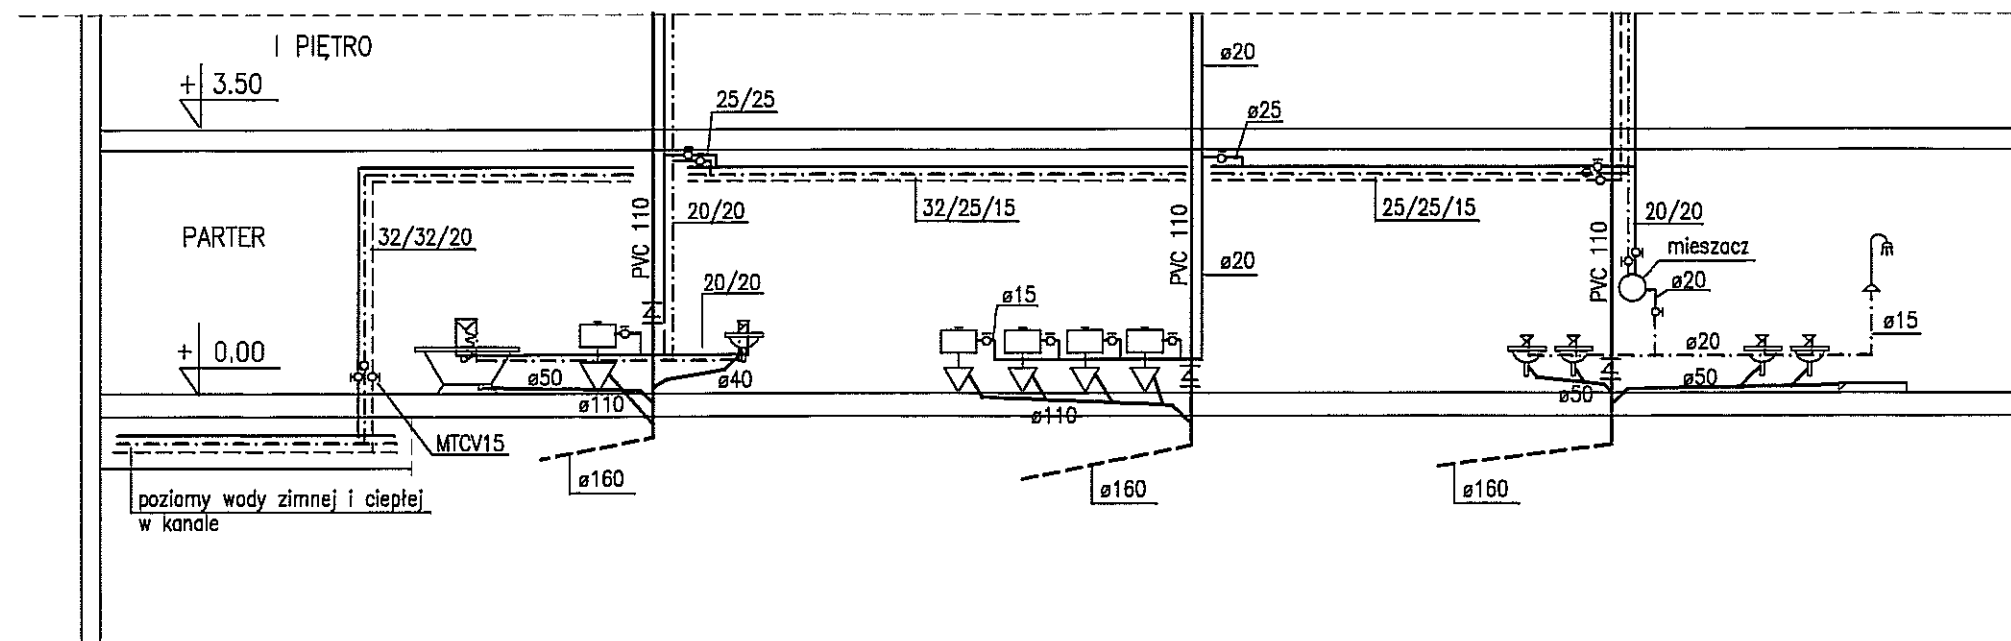 I PIĘTRO
+ 3.50
25/25
ø20
ø25
PARTER
32/32/20
PVC 110
20/20
20/20
32/25/15
PVC 110
ø20
25/25/15
PVC 110
20/20
mieszacz
ø20
ø15
ø15
+ 0,00
ø50
ø110
ø40
ø110
ø20
ø50
ø50
MTCV15
ø160
ø160
ø160
poziomy wody zimnej i ciepłej
w kanale